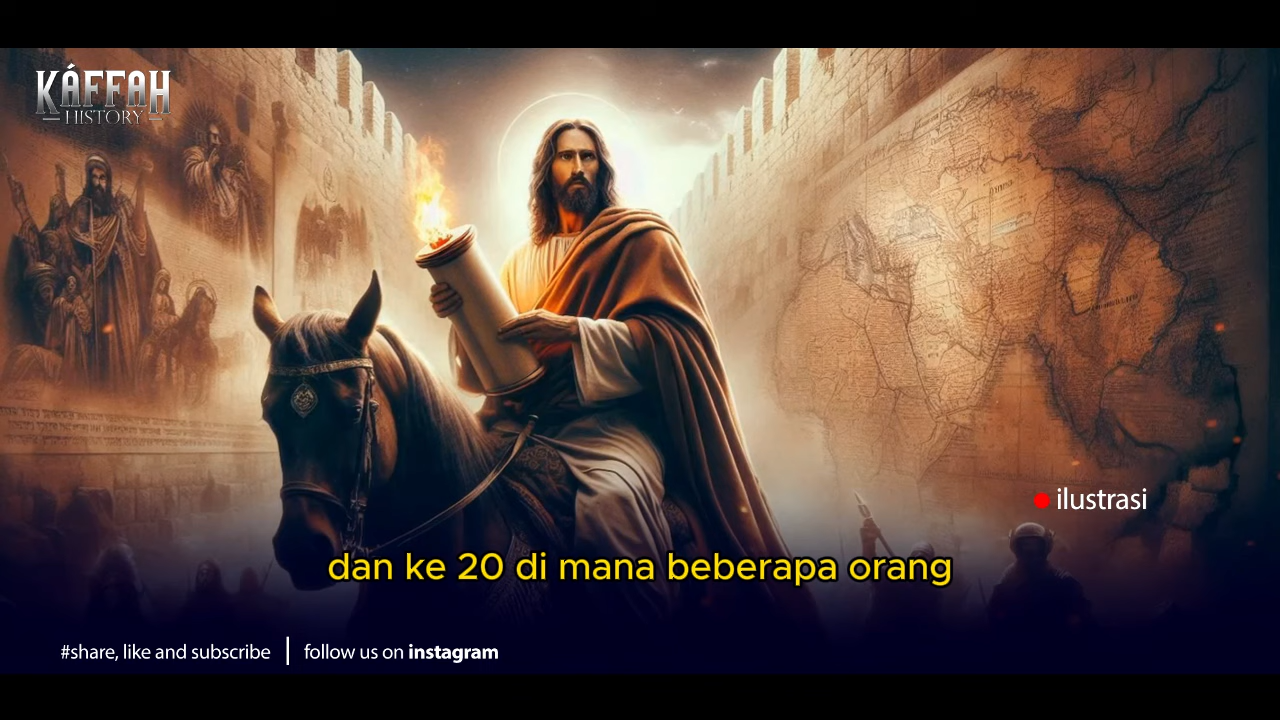 KÁFFAH
HISTORY
ilustrasi
dan ke 20 di mana beberapa orang
#share, like and subscribe | follow us on instagram